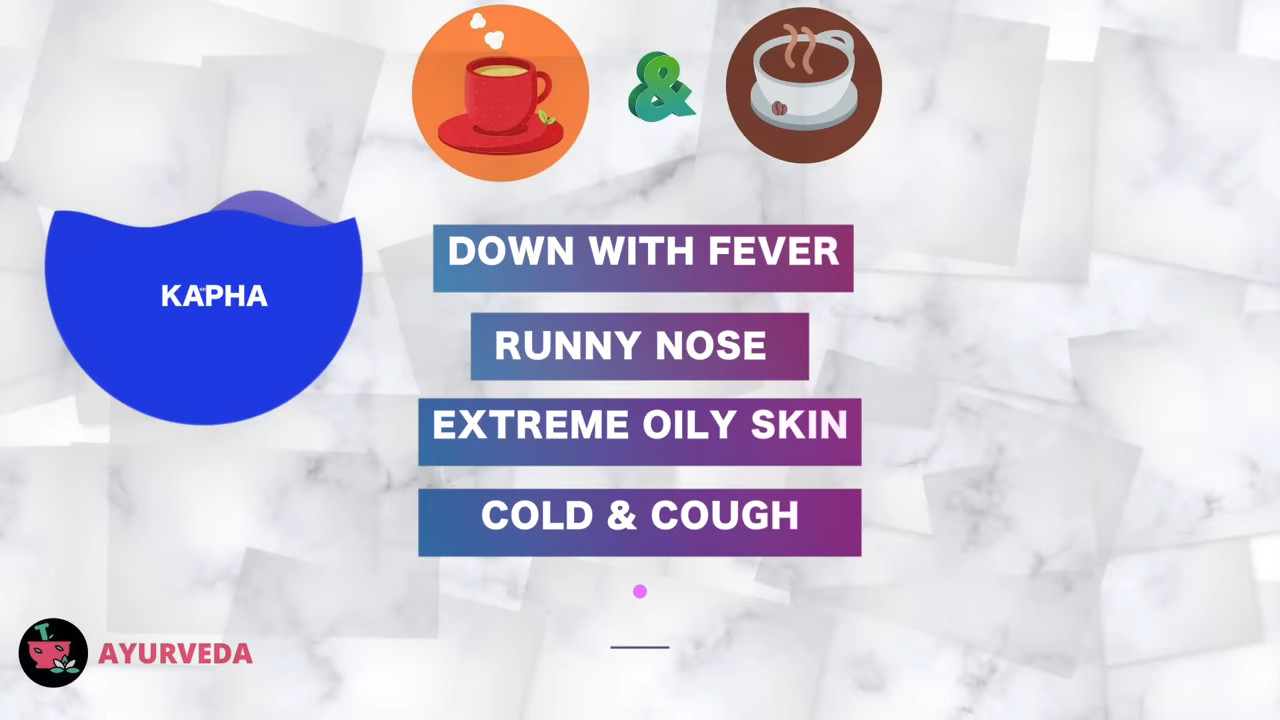 &
KAPHA
DOWN WITH FEVER
RUNNY NOSE
EXTREME OILY SKIN
COLD & COUGH
AYURVEDA